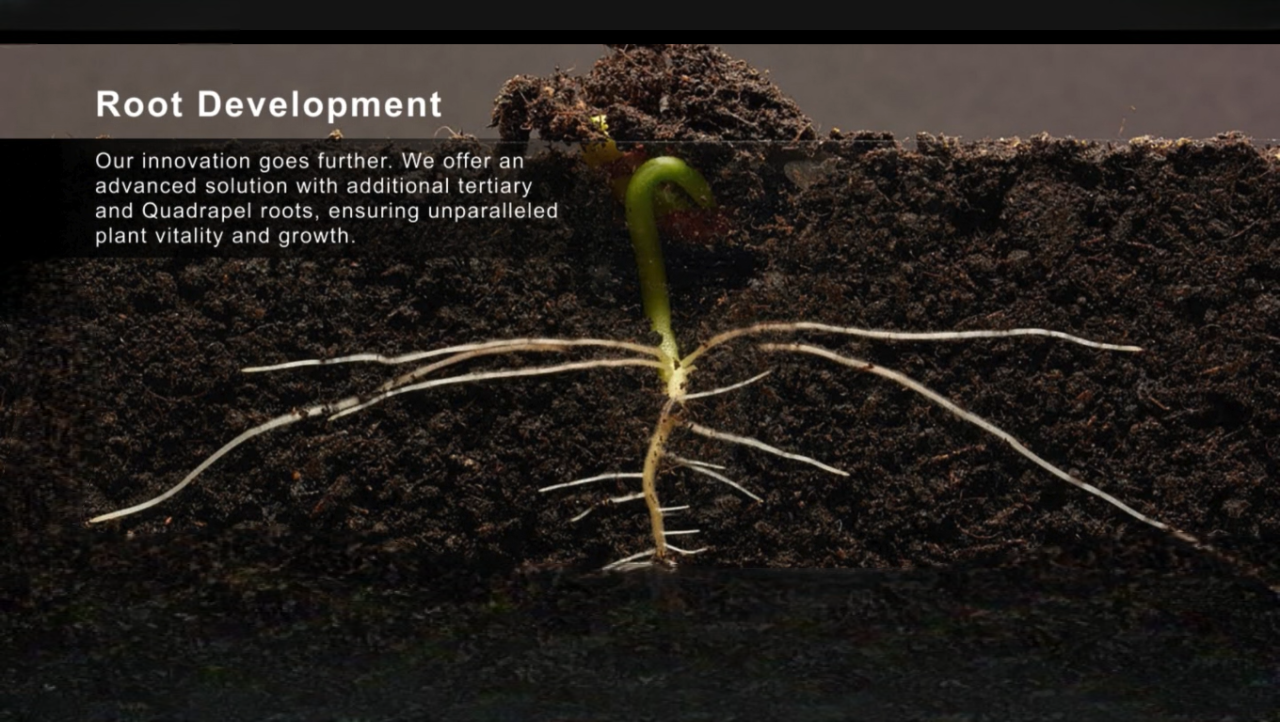 Root Development
Our innovation goes further. We offer an
advanced solution with additional tertiary
and Quadrapel roots, ensuring unparalleled
plant vitality and growth.